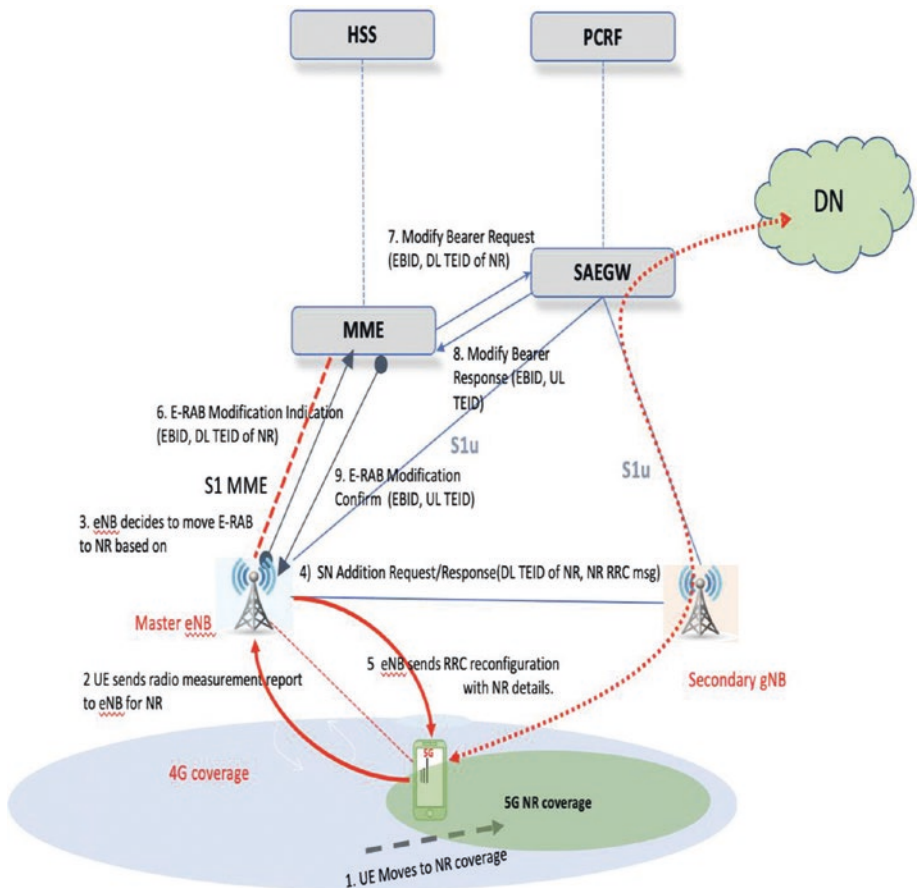 HSS
PCRF
DN
7. Modify Bearer Request
(EBID, DL TEID of NR)
SAEGW
MME
8. Modify Bearer
Response (EBID, UL
TEID)
6. E-RAB Modification Indication
(EBID, DL TEID of NR)
S1u
S1u
S1 MME
9. E-RAB Modification
Confirm (EBID, UL TEID)
3. eNB decides to move E-RAB
to NR based on
4) SN Addition Request/Response(DL TEID of NR, NR RRC msg)
Master eNB
5 eNB sends RRC reconfiguration
with NR details.
Secondary gNB
2 UE sends radio measurement report
to eNB for NR
5G
4G coverage
5G NR coverage
1. UE Moves to NR coverage